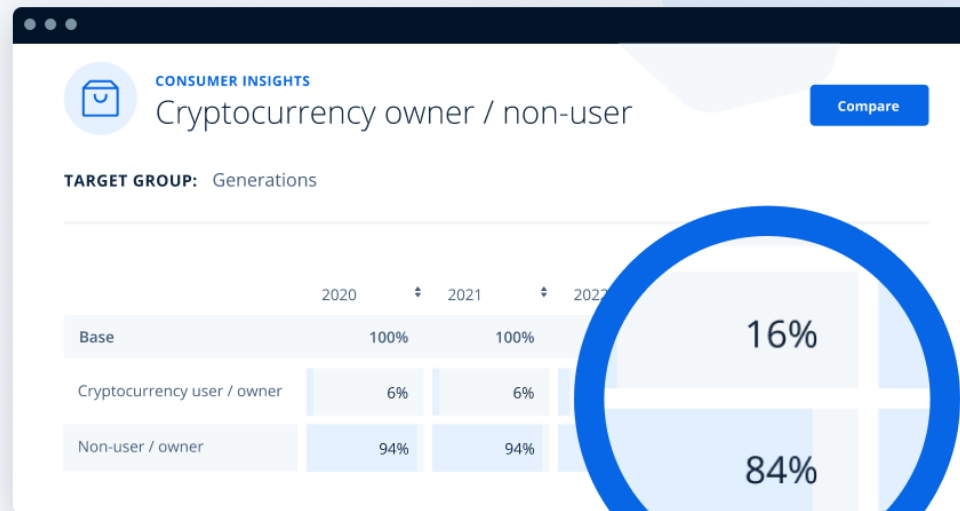 CONSUMER INSIGHTS
Cryptocurrency owner / non-user
Compare
TARGET GROUP: Generations
2020 2021 2022
Base 100% 100%
16%
Cryptocurrency user / owner 6% 6%
Non-user / owner 94% 94%
84%